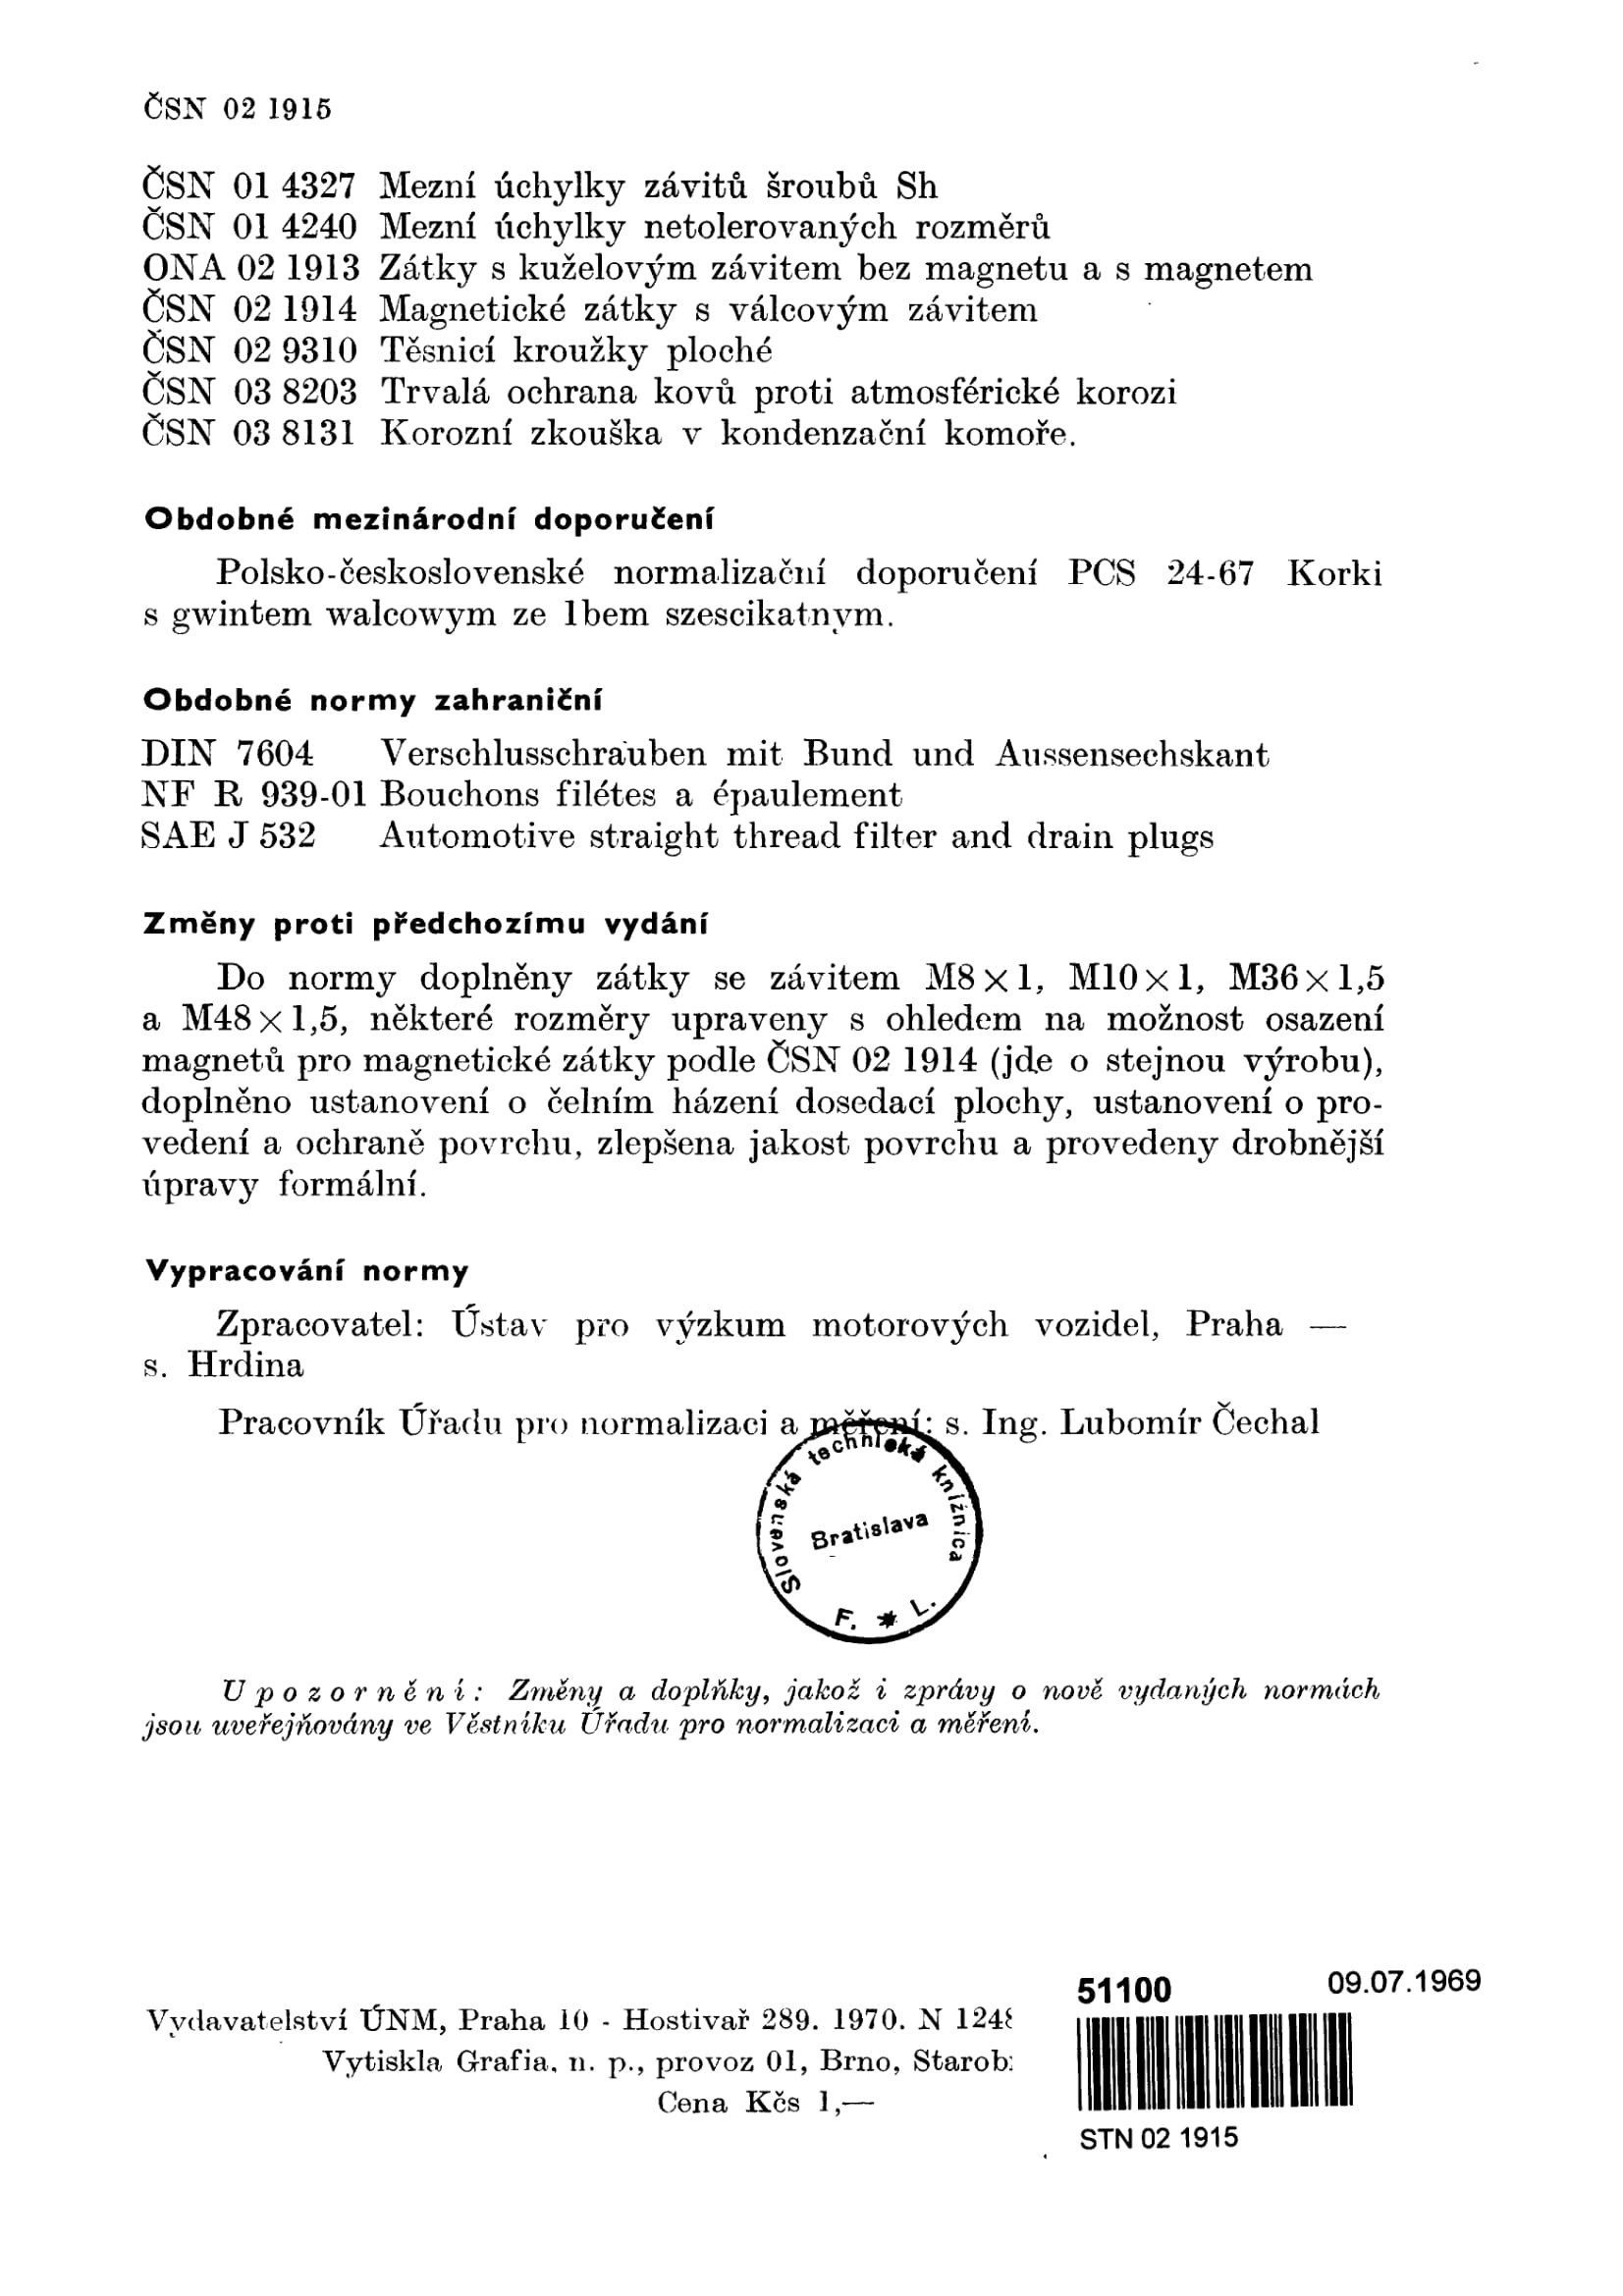 ČSN 02 1915
ČSN 01 4327 Mezní úchylky závitů šroubů Sh
ČSN 01 4240 Mezní úchylky netolerovaných rozměrů
ONA 02 1913 Zátky s kuželovým závitem bez magnetu a s magnetem
ČSN 02 1914 Magnetické zátky s válcovým závitem
ČSN 02 9310 Těsnicí kroužky ploché
ČSN 03 8203 Trvalá ochrana kovů proti atmosférické korozi
ČSN 03 8131 Korozní zkouška v kondenzační komoře.
Obdobné mezinárodní doporučení
Polsko-československé normalizační doporučení PCS 24-67 Korki
s gwintem walcowym ze lbem szescikatnym.
Obdobné normy zahraniční
DIN 7604 Verschlusschrauben mit Bund und Aussensechskant
NF R 939-01 Bouchons filétes a épaulement
SAE J 532 Automotive straight thread filter and drain plugs
Změny proti předchozímu vydání
Do normy doplněny zátky se závitem M8×1, M10×1, M36×1,5
a M48×1,5, některé rozměry upraveny s ohledem na možnost osazení
magnetů pro magnetické zátky podle ČSN 02 1914 (jde o stejnou výrobu),
doplněno ustanovení o čelním házení dosedací plochy, ustanovení o pro-
vedení a ochraně povrchu, zlepšena jakost povrchu a provedeny drobnější
úpravy formální.
Vypracování normy
Zpracovatel: Ústav pro výzkum motorových vozidel, Praha —
s. Hrdina
Pracovník Úřadu pro normalizaci a měření: s. Ing. Lubomír Čechal
Slovenská technická knižnica
Bratislava
F. * L.
Upozornění: Změny a doplňky, jakož i zprávy o nově vydaných normách
jsou uveřejňovány ve Věstníku Úřadu pro normalizaci a měření.
51100 09.07.1969
Vydavatelství ÚNM, Praha 10 - Hostivař 289. 1970. N 124
Vytiskla Grafia, n. p., provoz 01, Brno, Starob
Cena Kčs 1,—
STN 02 1915